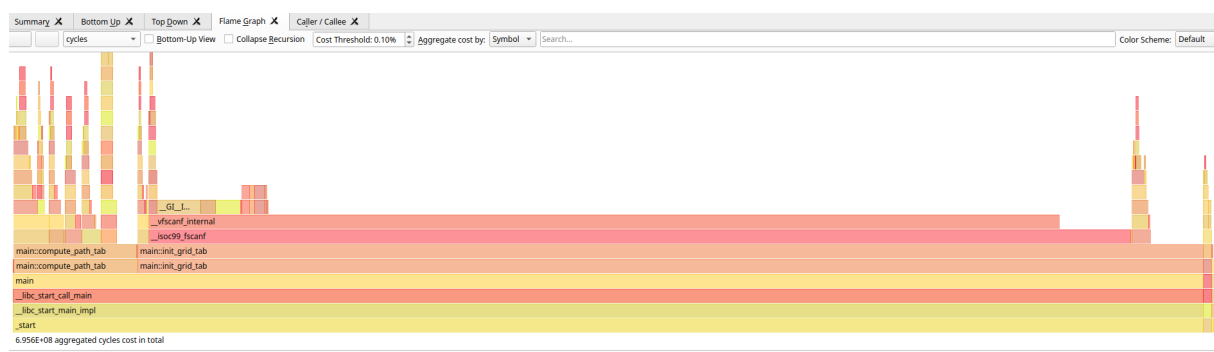 Summary Bottom Up Top Down Flame Graph Caller / Callee
cycles Bottom-Up View Collapse Recursion Cost Threshold: 0.10% Aggregate cost by: Symbol Search... Color Scheme: Default
__GI__I...
__vfscanf_internal
__isoc99_fscanf
main::compute_path_tab main::init_grid_tab
main::compute_path_tab main::init_grid_tab
main
__libc_start_call_main
__libc_start_main_impl
_start
6.956E+08 aggregated cycles cost in total